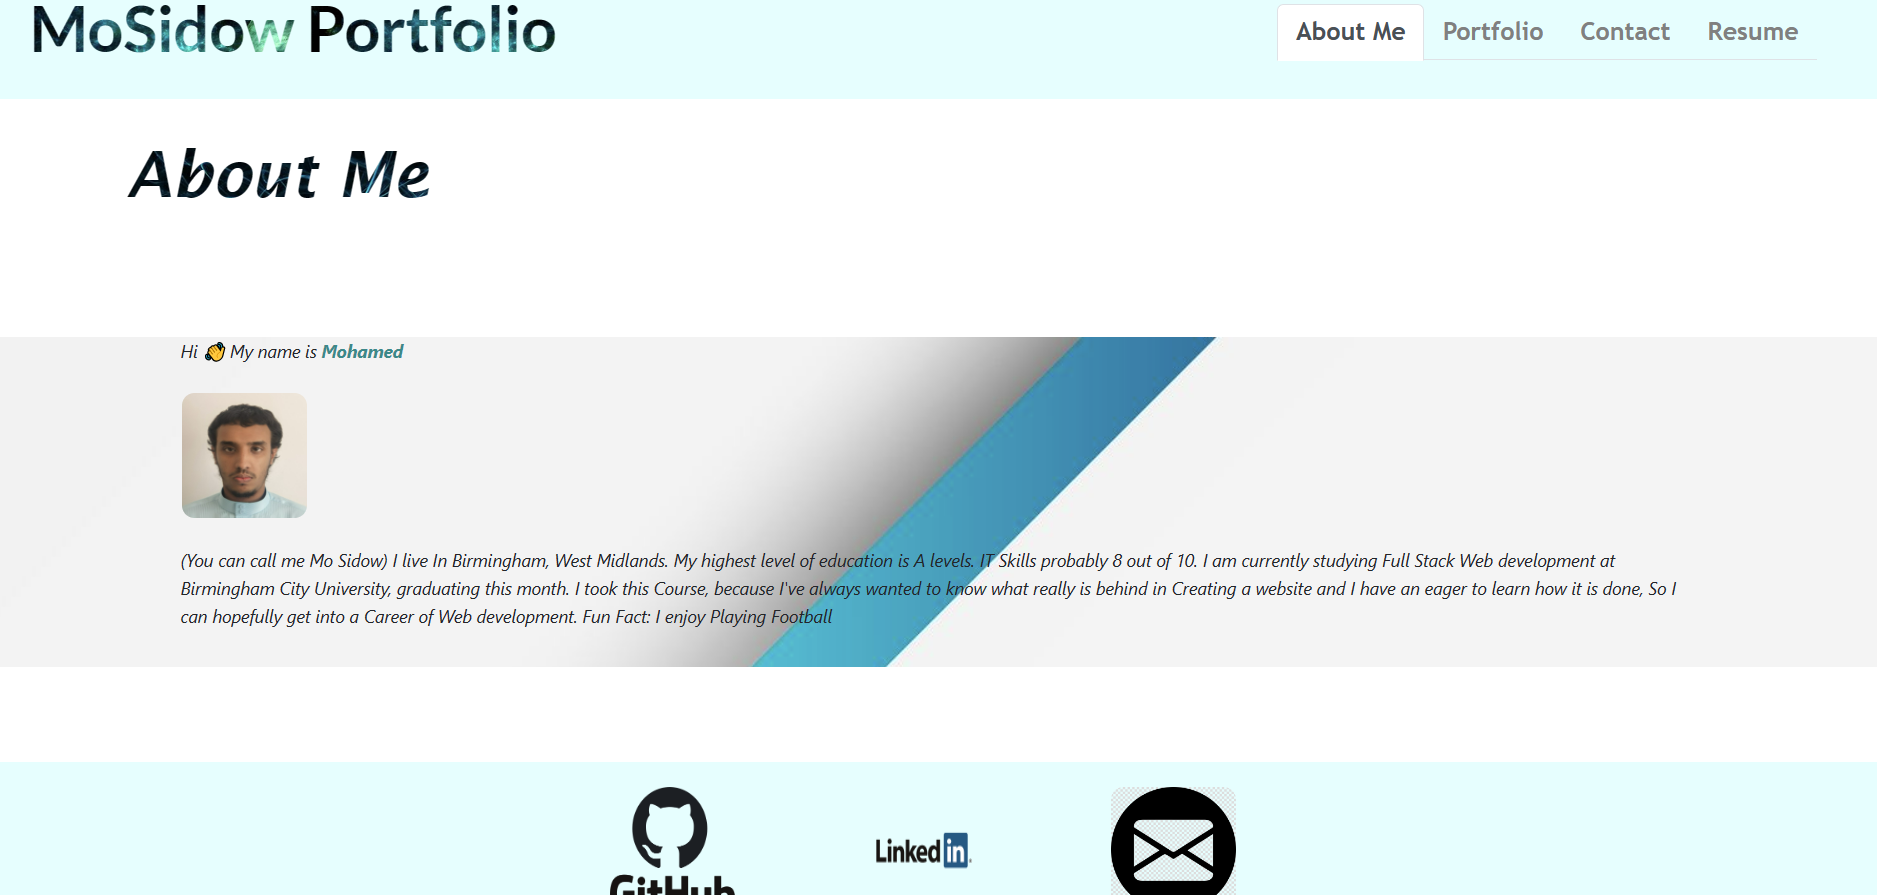 MoSidow Portfolio
About Me Portfolio Contact Resume
About Me
Hi 👋 My name is Mohamed
(You can call me Mo Sidow) I live In Birmingham, West Midlands. My highest level of education is A levels. IT Skills probably 8 out of 10. I am currently studying Full Stack Web development at
Birmingham City University, graduating this month. I took this Course, because I've always wanted to know what really is behind in Creating a website and I have an eager to learn how it is done, So I
can hopefully get into a Career of Web development. Fun Fact: I enjoy Playing Football
GitHub
Linked in